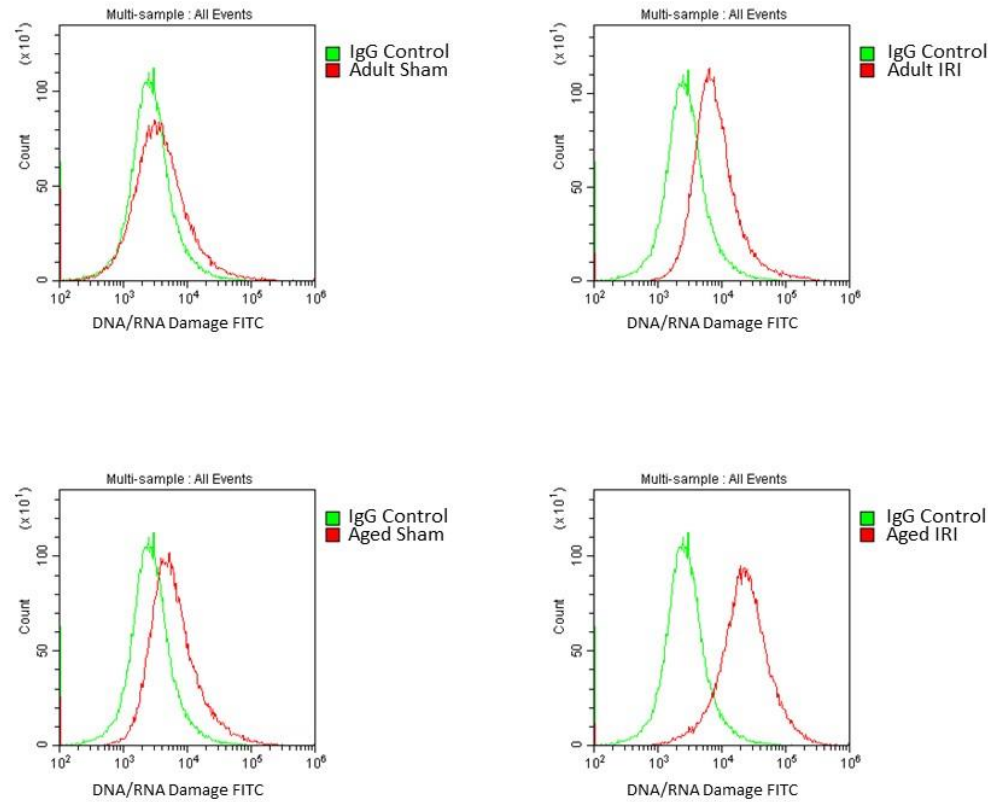 Multi-sample : All Events
(x 10¹)
Count
100
50
0
10² 10³ 10⁴ 10⁵ 10⁶
DNA/RNA Damage FITC
IgG Control
Adult Sham
Multi-sample : All Events
(x 10¹)
Count
100
50
0
10² 10³ 10⁴ 10⁵ 10⁶
DNA/RNA Damage FITC
IgG Control
Adult IRI
Multi-sample : All Events
(x 10¹)
Count
100
50
0
10² 10³ 10⁴ 10⁵ 10⁶
DNA/RNA Damage FITC
IgG Control
Aged Sham
Multi-sample : All Events
(x 10¹)
Count
100
50
0
10² 10³ 10⁴ 10⁵ 10⁶
DNA/RNA Damage FITC
IgG Control
Aged IRI